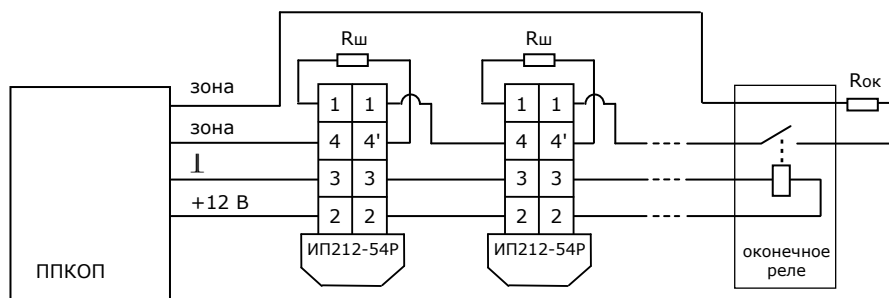 Rш
Rш
зона
Rок
1 1
1 1
зона
4 4'
4 4'
3 3
3 3
+12 В
2 2
2 2
ИП212-54Р
ИП212-54Р
ППКОП
оконечное
реле